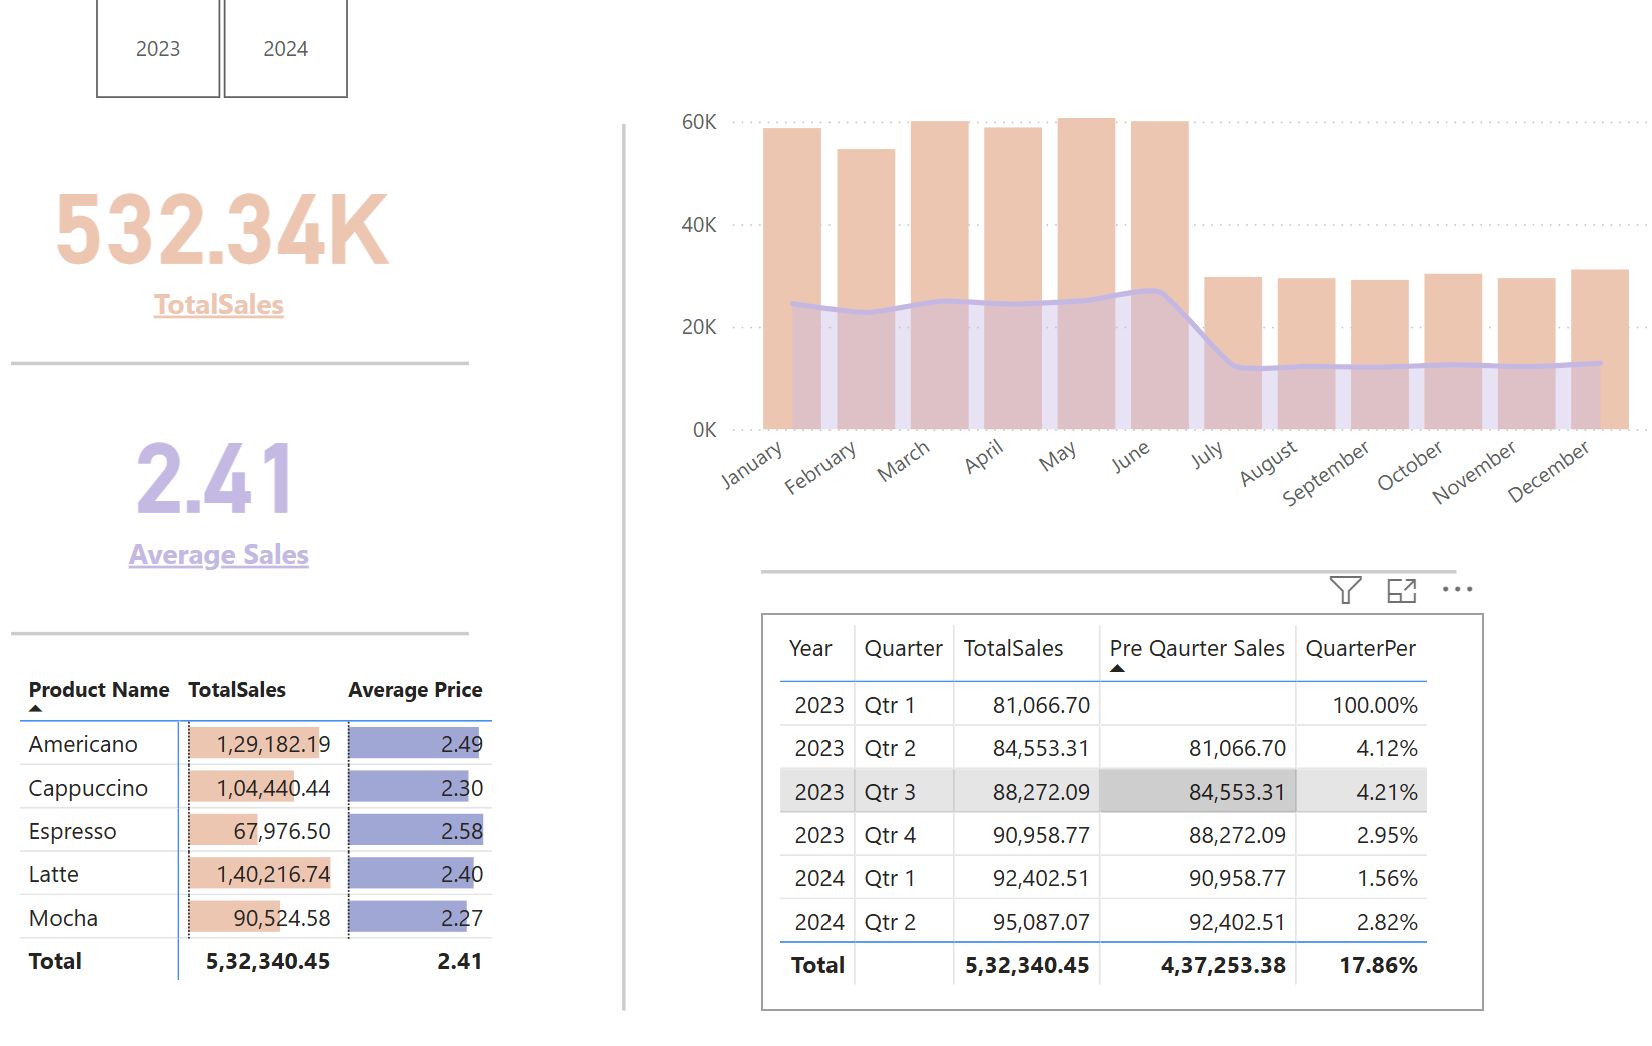 2023 2024
532.34K
TotalSales
2.41
Average Sales
Product Name TotalSales Average Price
Americano 1,29,182.19 2.49
Cappuccino 1,04,440.44 2.30
Espresso 67,976.50 2.58
Latte 1,40,216.74 2.40
Mocha 90,524.58 2.27
Total 5,32,340.45 2.41
60K
40K
20K
0K
January February March April May June July August September October November December
Year Quarter TotalSales Pre Qaurter Sales QuarterPer
2023 Qtr 1 81,066.70 100.00%
2023 Qtr 2 84,553.31 81,066.70 4.12%
2023 Qtr 3 88,272.09 84,553.31 4.21%
2023 Qtr 4 90,958.77 88,272.09 2.95%
2024 Qtr 1 92,402.51 90,958.77 1.56%
2024 Qtr 2 95,087.07 92,402.51 2.82%
Total 5,32,340.45 4,37,253.38 17.86%